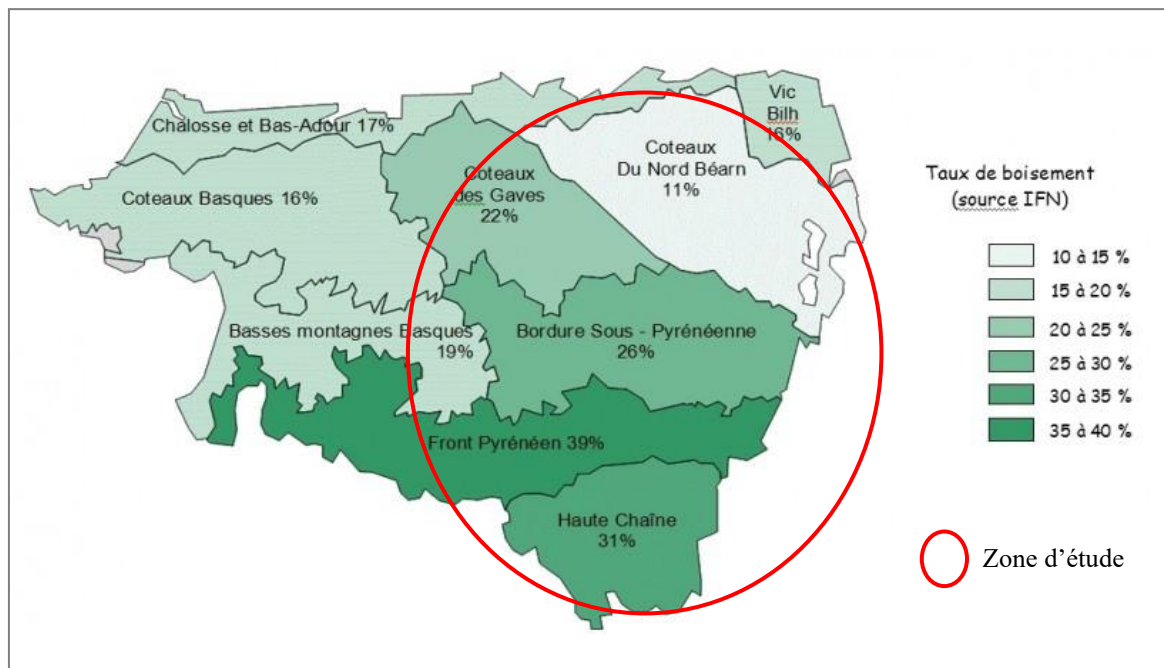 Chalosse et Bas-Adour 17%
Vic
Bilh
16%
Coteaux
Du Nord Béarn
11%
Coteaux
des Gaves
22%
Coteaux Basques 16%
Basses montagnes Basques
19%
Bordure Sous - Pyrénéenne
26%
Front Pyrénéen 39%
Haute Chaîne
31%
Taux de boisement
(source IFN)
10 à 15 %
15 à 20 %
20 à 25 %
25 à 30 %
30 à 35 %
35 à 40 %
Zone d'étude